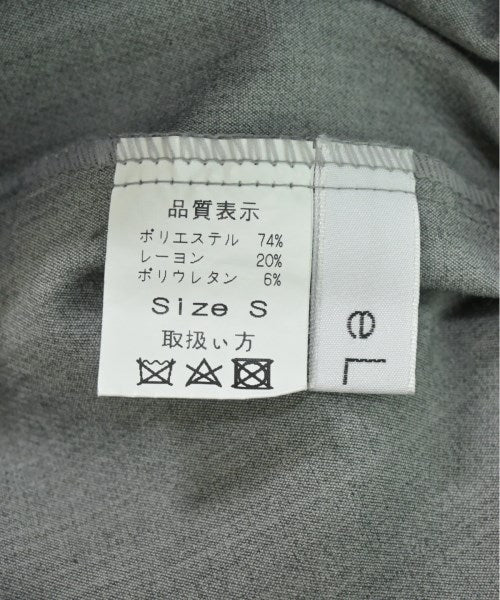 品質表示
ポリエステル 74%
レーヨン 20%
ポリウレタン 6%
Size S
取扱い方
Le